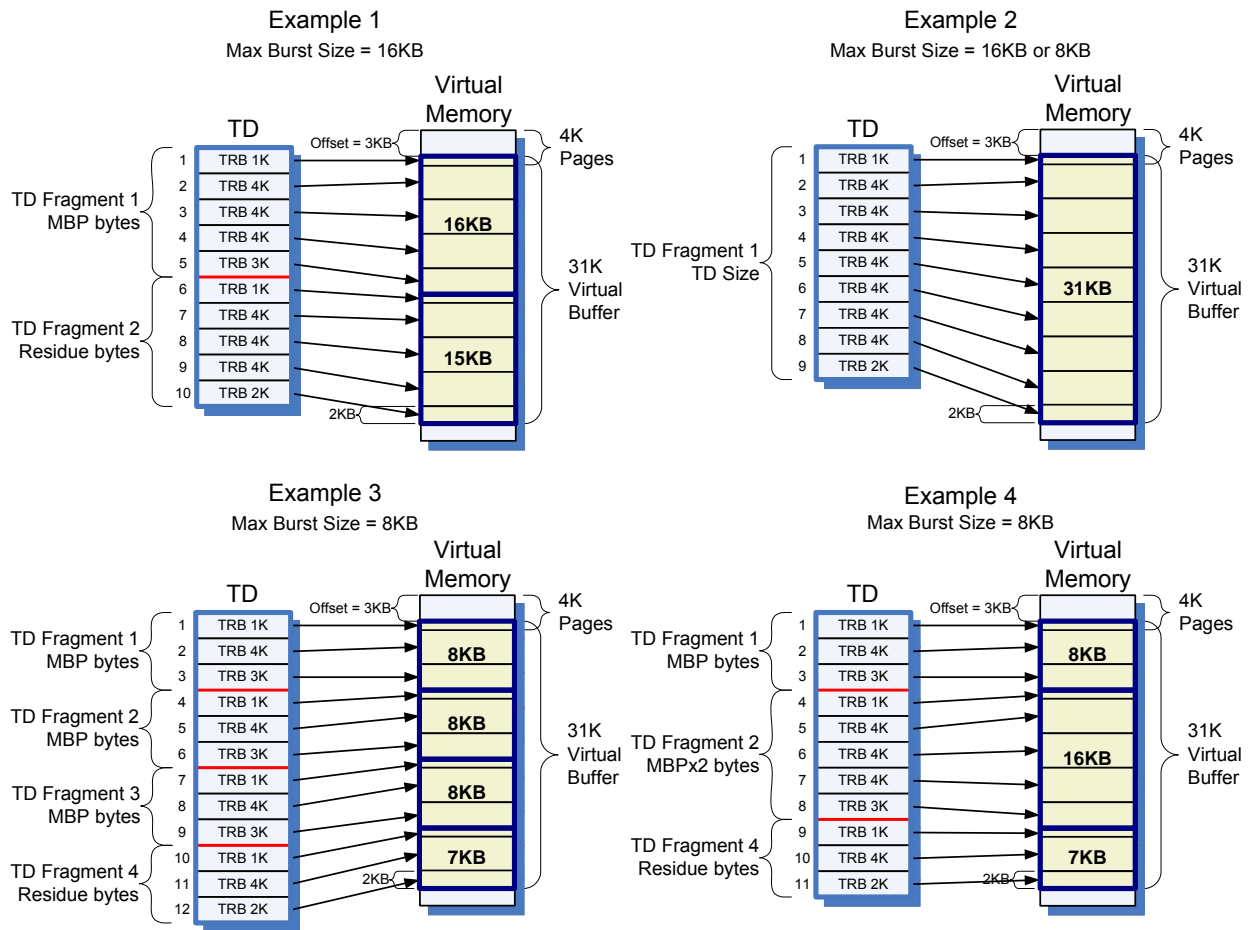 Example 1
Max Burst Size = 16KB
Virtual
Memory
TD
Offset = 3KB
4K
Pages
1 TRB 1K
2 TRB 4K
3 TRB 4K
4 TRB 4K
5 TRB 3K
6 TRB 1K
7 TRB 4K
8 TRB 4K
9 TRB 4K
10 TRB 2K
TD Fragment 1
MBP bytes
TD Fragment 2
Residue bytes
16KB
15KB
2KB
31K
Virtual
Buffer
Example 2
Max Burst Size = 16KB or 8KB
Virtual
Memory
TD
Offset = 3KB
4K
Pages
1 TRB 1K
2 TRB 4K
3 TRB 4K
4 TRB 4K
5 TRB 4K
6 TRB 4K
7 TRB 4K
8 TRB 4K
9 TRB 2K
TD Fragment 1
TD Size
31KB
2KB
31K
Virtual
Buffer
Example 3
Max Burst Size = 8KB
Virtual
Memory
TD
Offset = 3KB
4K
Pages
1 TRB 1K
2 TRB 4K
3 TRB 3K
4 TRB 1K
5 TRB 4K
6 TRB 3K
7 TRB 1K
8 TRB 4K
9 TRB 3K
10 TRB 1K
11 TRB 4K
12 TRB 2K
TD Fragment 1
MBP bytes
TD Fragment 2
MBP bytes
TD Fragment 3
MBP bytes
TD Fragment 4
Residue bytes
8KB
8KB
8KB
7KB
2KB
31K
Virtual
Buffer
Example 4
Max Burst Size = 8KB
Virtual
Memory
TD
Offset = 3KB
4K
Pages
1 TRB 1K
2 TRB 4K
3 TRB 3K
4 TRB 1K
5 TRB 4K
6 TRB 4K
7 TRB 4K
8 TRB 3K
9 TRB 1K
10 TRB 4K
11 TRB 2K
TD Fragment 1
MBP bytes
TD Fragment 2
MBPx2 bytes
TD Fragment 4
Residue bytes
8KB
16KB
7KB
2KB
31K
Virtual
Buffer